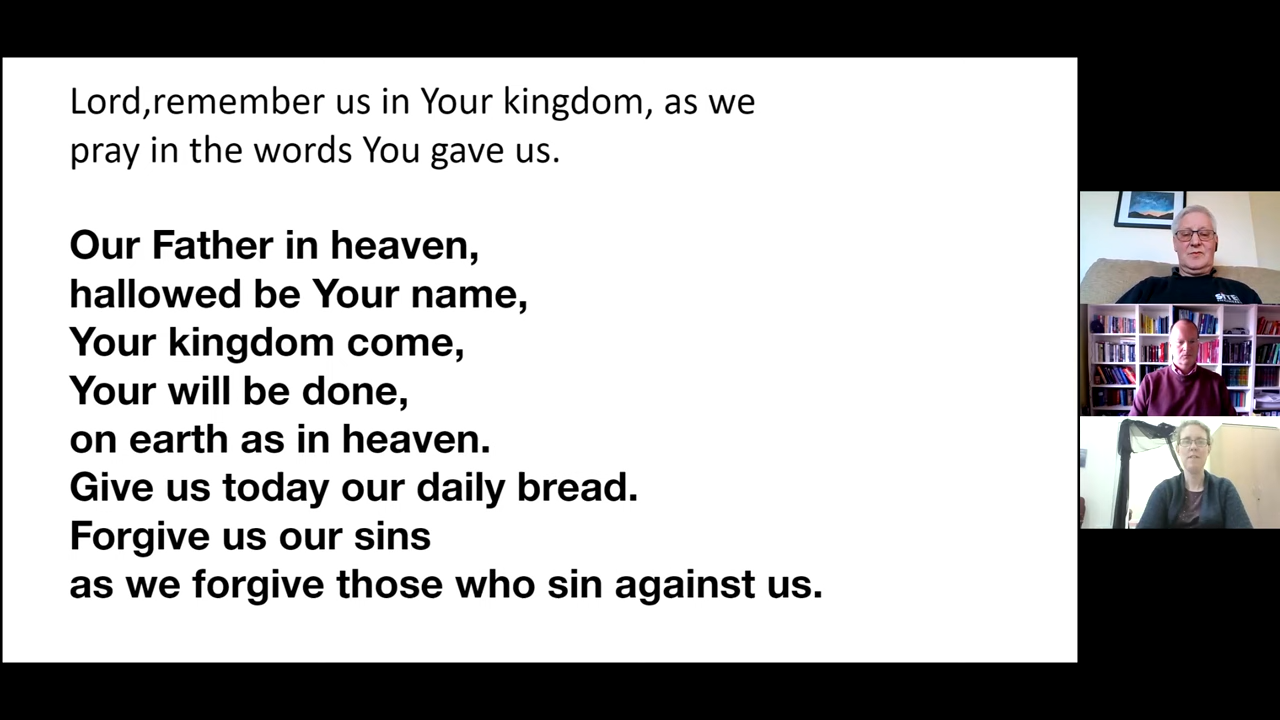 Lord,remember us in Your kingdom, as we
pray in the words You gave us.
Our Father in heaven,
hallowed be Your name,
Your kingdom come,
Your will be done,
on earth as in heaven.
Give us today our daily bread.
Forgive us our sins
as we forgive those who sin against us.